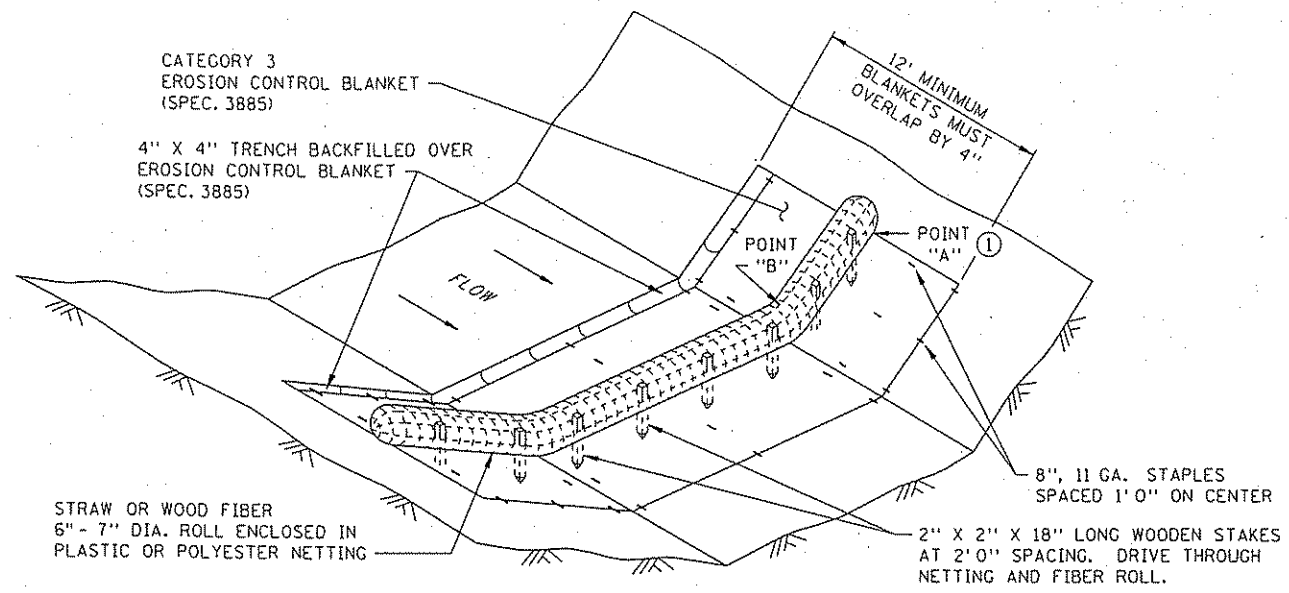 CATEGORY 3
EROSION CONTROL BLANKET
(SPEC. 3885)
12' MINIMUM
BLANKETS MUST
OVERLAP BY 4"
4" X 4" TRENCH BACKFILLED OVER
EROSION CONTROL BLANKET
(SPEC. 3885)
POINT
"B"
POINT
"A"
1
FLOW
8", 11 GA. STAPLES
SPACED 1' 0" ON CENTER
STRAW OR WOOD FIBER
6" - 7" DIA. ROLL ENCLOSED IN
PLASTIC OR POLYESTER NETTING
2" X 2" X 18" LONG WOODEN STAKES
AT 2' 0" SPACING. DRIVE THROUGH
NETTING AND FIBER ROLL.